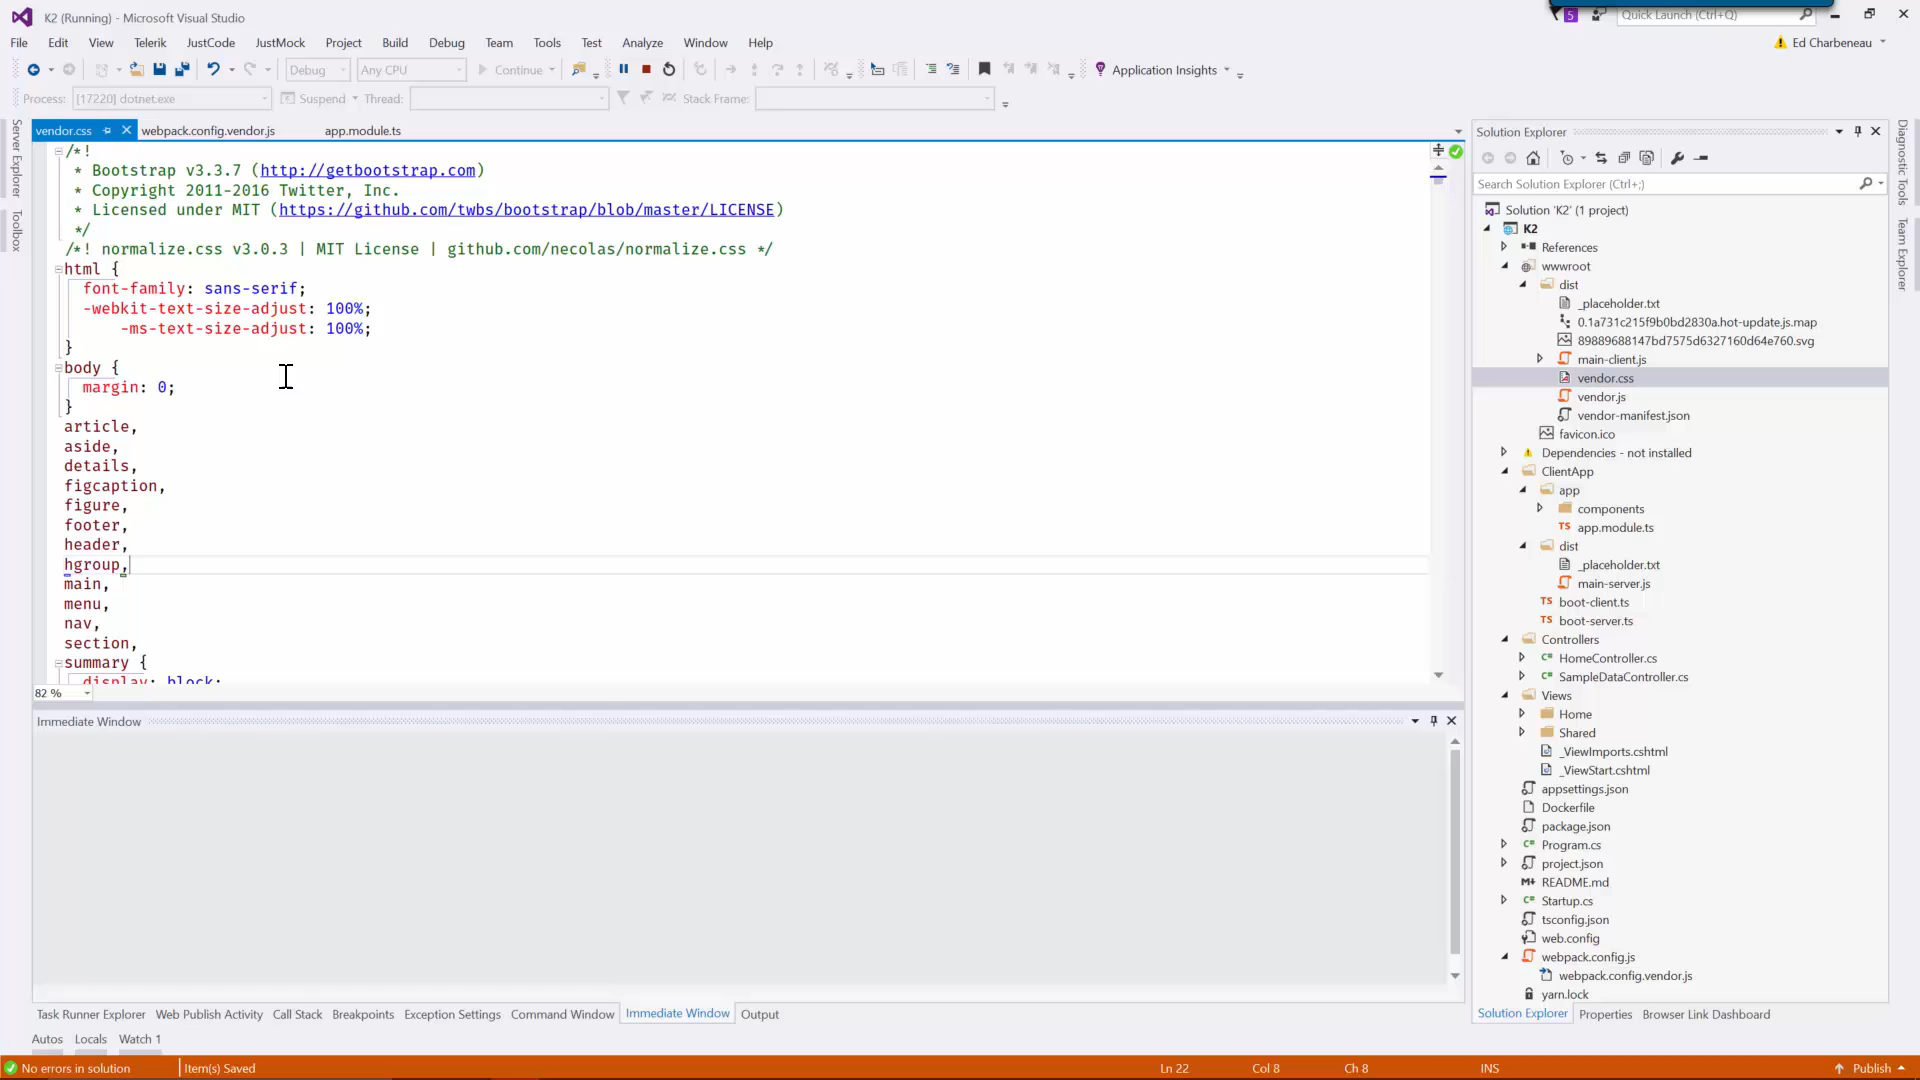 K2 (Running) - Microsoft Visual Studio
5
Quick Launch (Ctrl+Q)
File Edit View Telerik JustCode JustMock Project Build Debug Team Tools Test Analyze Window Help
Ed Charbeneau
Debug Any CPU Continue Application Insights
Process: [17220] dotnet.exe Suspend Thread: Stack Frame:
Server Explorer
Toolbox
vendor.css webpack.config.vendor.js app.module.ts
/*!
* Bootstrap v3.3.7 (http://getbootstrap.com)
* Copyright 2011-2016 Twitter, Inc.
* Licensed under MIT (https://github.com/twbs/bootstrap/blob/master/LICENSE)
*/
/*! normalize.css v3.0.3 | MIT License | github.com/necolas/normalize.css */
html {
font-family: sans-serif;
-webkit-text-size-adjust: 100%;
-ms-text-size-adjust: 100%;
}
body {
margin: 0;
}
article,
aside,
details,
figcaption,
figure,
footer,
header,
hgroup,
main,
menu,
nav,
section,
summary {
display: block;
82 %
Immediate Window
Task Runner Explorer Web Publish Activity Call Stack Breakpoints Exception Settings Command Window Immediate Window Output
Autos Locals Watch 1
No errors in solution Item(s) Saved Ln 22 Col 8 Ch 8 INS Publish
Solution Explorer
Search Solution Explorer (Ctrl+;)
Solution 'K2' (1 project)
K2
References
wwwroot
dist
_placeholder.txt
0.1a731c215f9b0bd2830a.hot-update.js.map
89889688147bd7575d6327160d64e760.svg
main-client.js
vendor.css
vendor.js
vendor-manifest.json
favicon.ico
Dependencies - not installed
ClientApp
app
components
TS app.module.ts
dist
_placeholder.txt
main-server.js
TS boot-client.ts
TS boot-server.ts
Controllers
C# HomeController.cs
C# SampleDataController.cs
Views
Home
Shared
_ViewImports.cshtml
_ViewStart.cshtml
appsettings.json
Dockerfile
package.json
C# Program.cs
project.json
M README.md
C# Startup.cs
tsconfig.json
web.config
webpack.config.js
webpack.config.vendor.js
yarn.lock
Solution Explorer Properties Browser Link Dashboard
Diagnostic Tools
Team Explorer